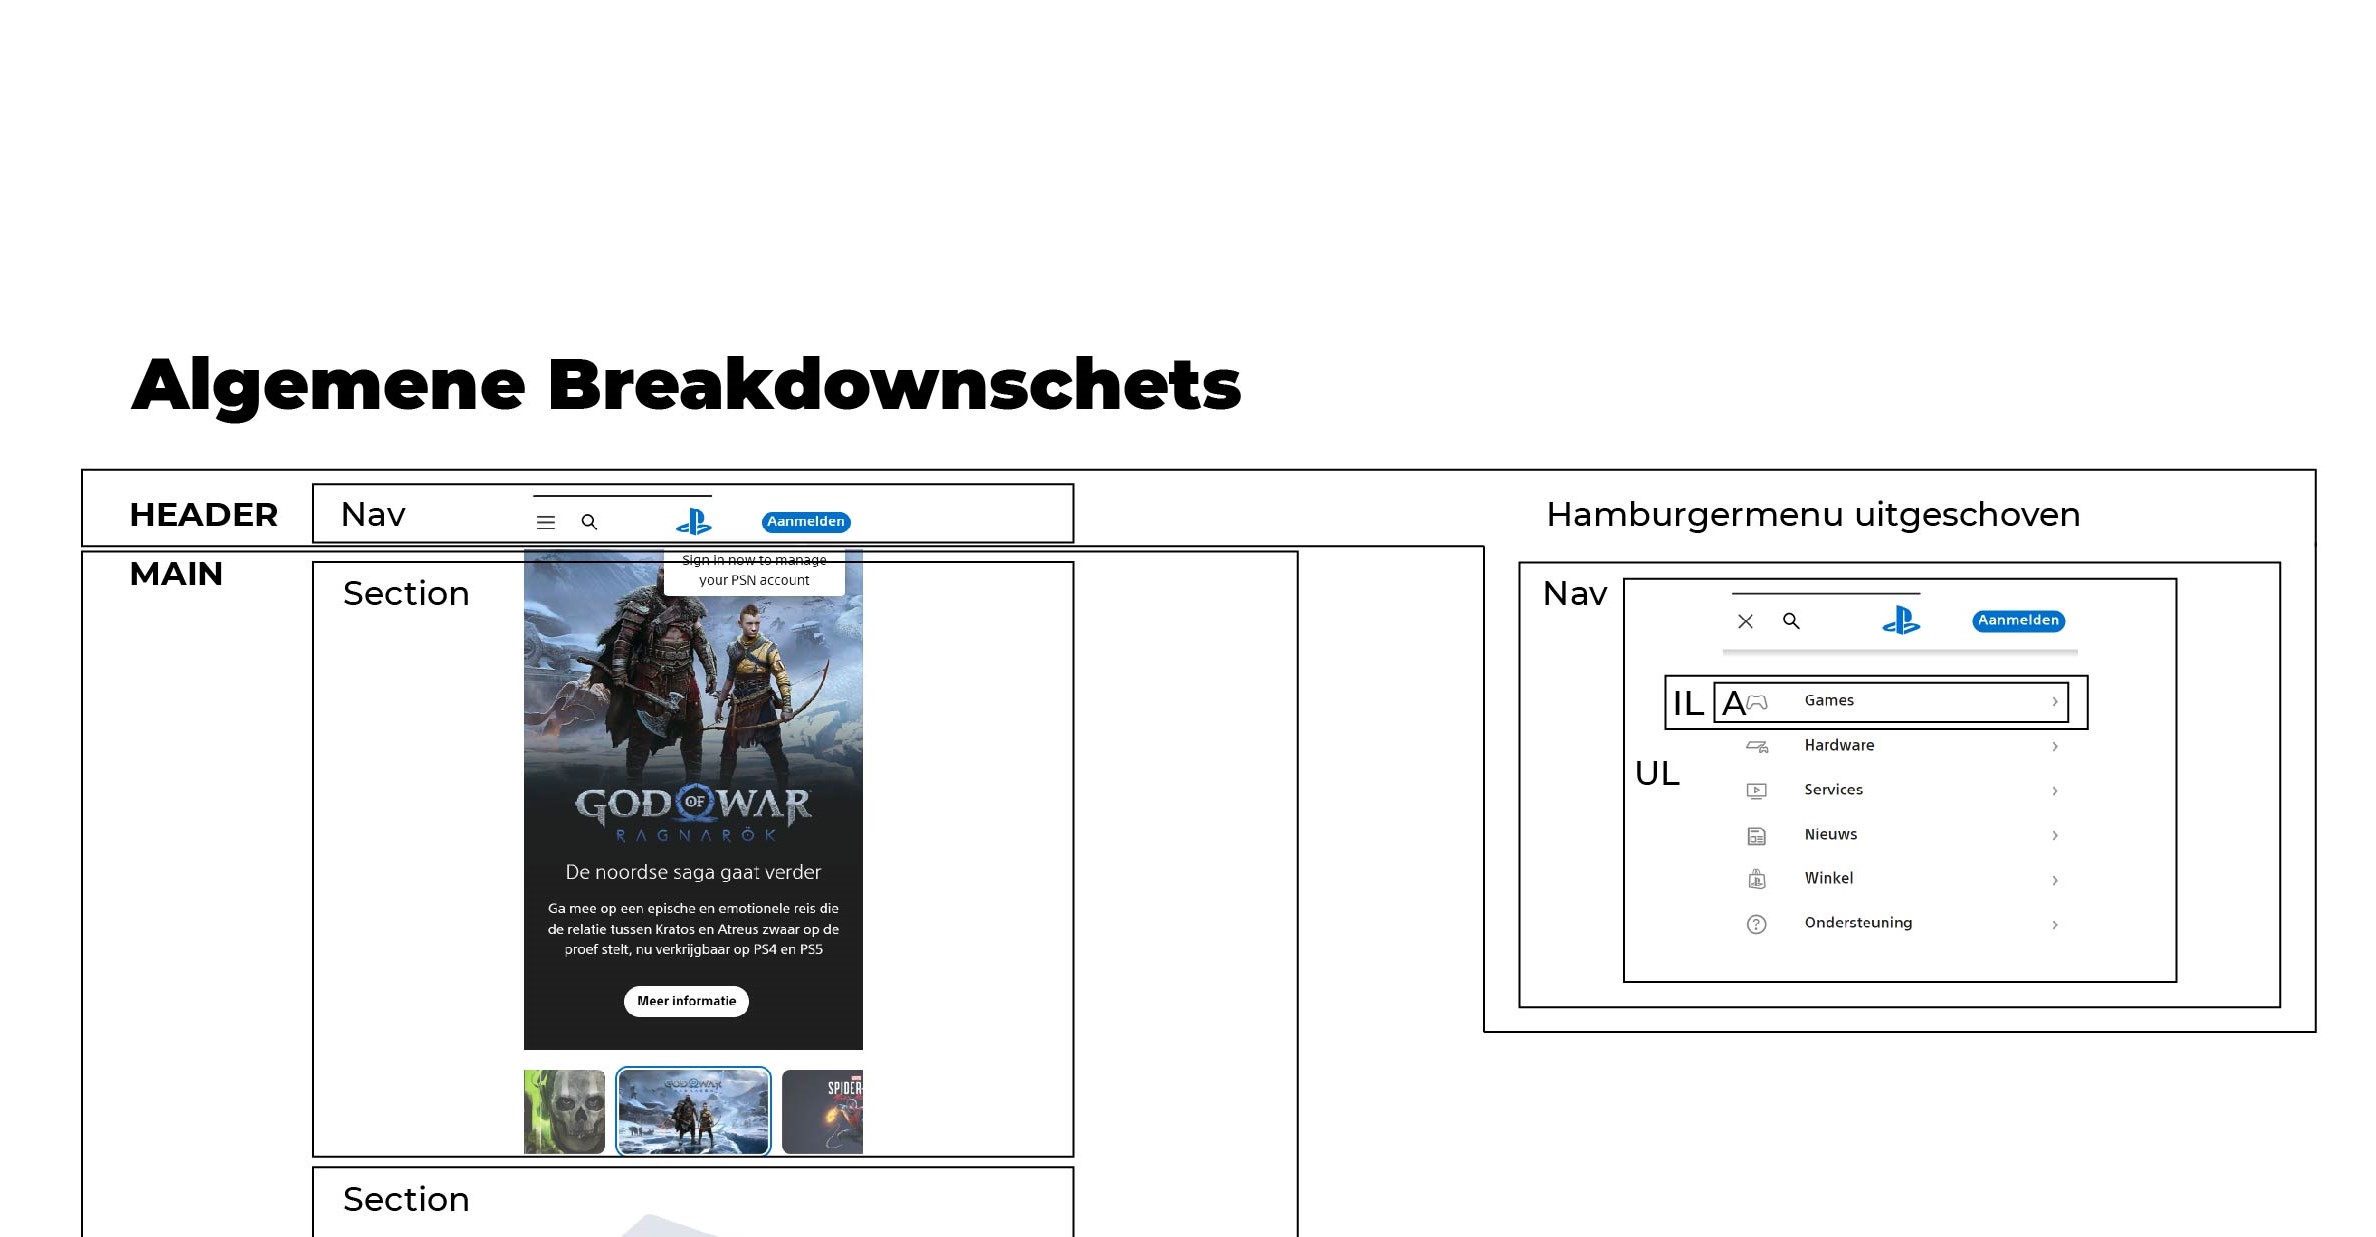 Algemene Breakdownschets
HEADER
Nav
Aanmelden
Hamburgermenu uitgeschoven
MAIN
Section
Sign in now to manage
your PSN account
GOD OF WAR
RAGNARÖK
De noordse saga gaat verder
Ga mee op een epische en emotionele reis die
de relatie tussen Kratos en Atreus zwaar op de
proef stelt, nu verkrijgbaar op PS4 en PS5
Meer informatie
GOD OF WAR
SPIDER-
Section
Nav
Aanmelden
IL
A
Games
Hardware
UL
Services
Nieuws
Winkel
Ondersteuning